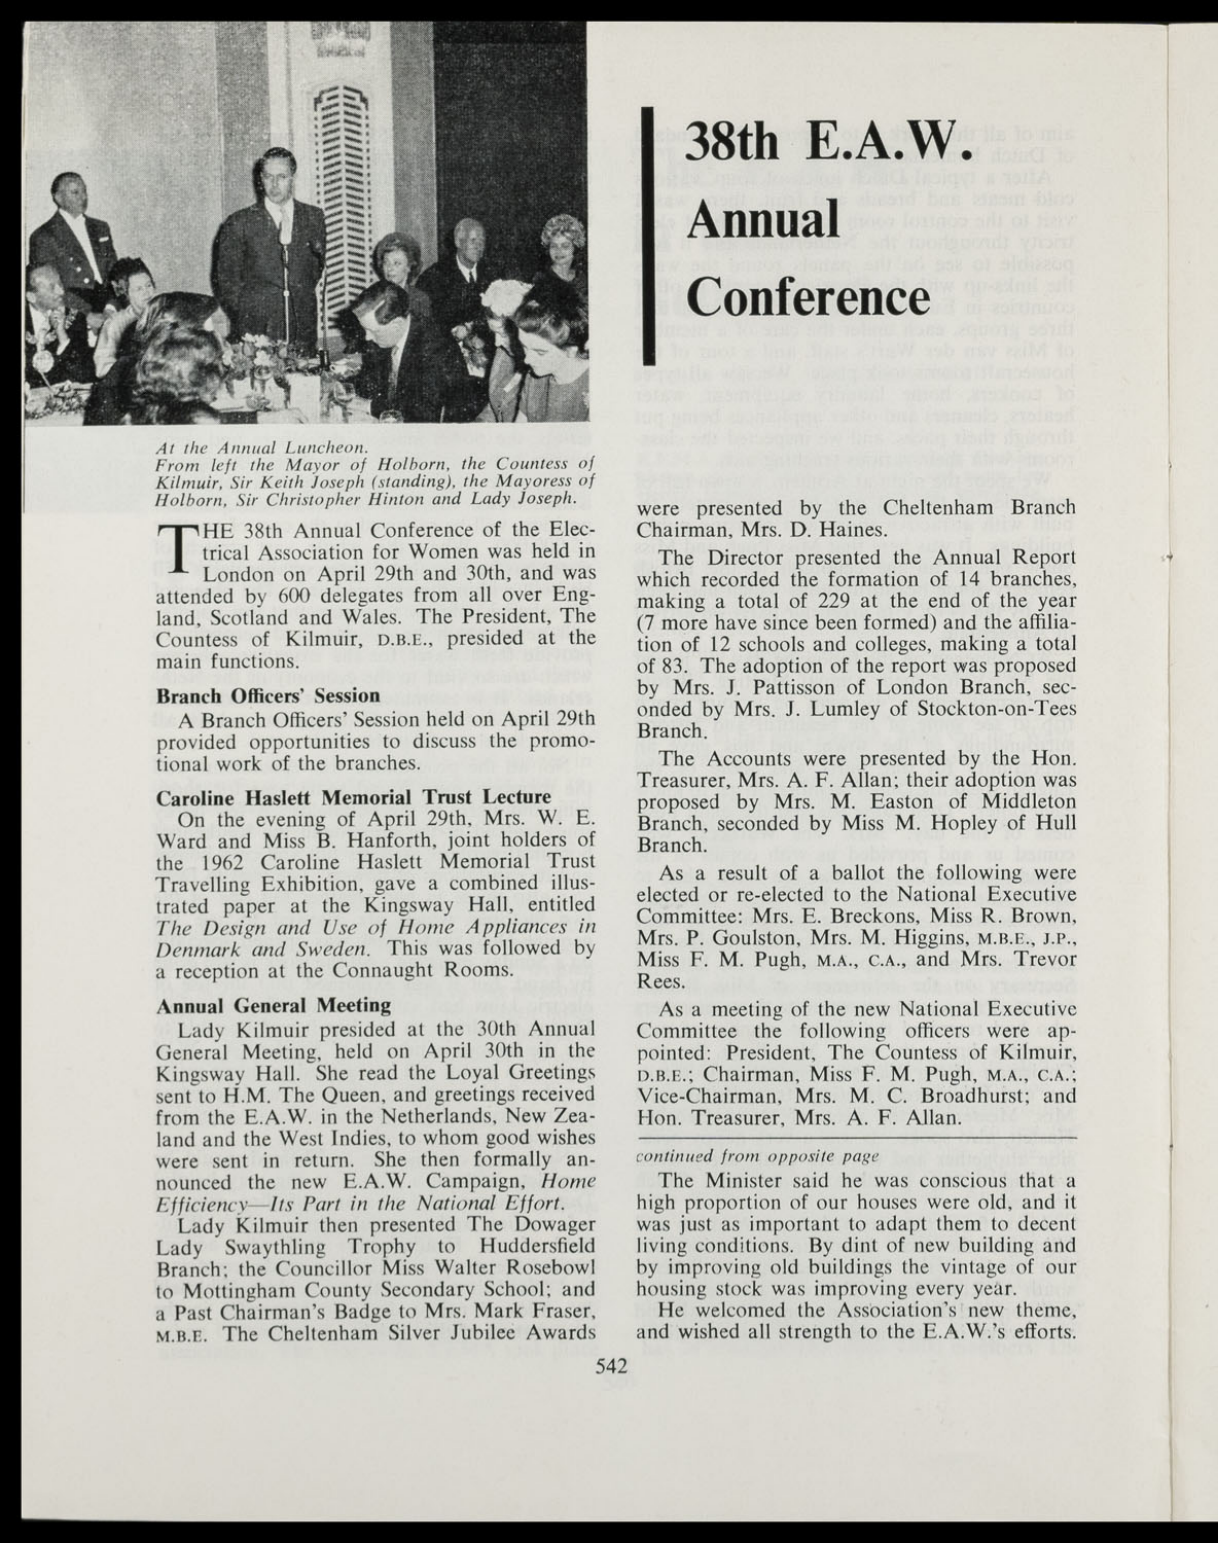 38th E.A.W.
Annual
Conference
At the Annual Luncheon.
From left the Mayor of Holborn, the Countess of
Kilmuir, Sir Keith Joseph (standing), the Mayoress of
Holborn, Sir Christopher Hinton and Lady Joseph.
THE 38th Annual Conference of the Elec-
trical Association for Women was held in
London on April 29th and 30th, and was
attended by 600 delegates from all over Eng-
land, Scotland and Wales. The President, The
Countess of Kilmuir, D.B.E., presided at the
main functions.
Branch Officers' Session
A Branch Officers' Session held on April 29th
provided opportunities to discuss the promo-
tional work of the branches.
Caroline Haslett Memorial Trust Lecture
On the evening of April 29th, Mrs. W. E.
Ward and Miss B. Hanforth, joint holders of
the 1962 Caroline Haslett Memorial Trust
Travelling Exhibition, gave a combined illus-
trated paper at the Kingsway Hall, entitled
The Design and Use of Home Appliances in
Denmark and Sweden. This was followed by
a reception at the Connaught Rooms.
Annual General Meeting
Lady Kilmuir presided at the 30th Annual
General Meeting, held on April 30th in the
Kingsway Hall. She read the Loyal Greetings
sent to H.M. The Queen, and greetings received
from the E.A.W. in the Netherlands, New Zea-
land and the West Indies, to whom good wishes
were sent in return. She then formally an-
nounced the new E.A.W. Campaign, Home
Efficiency—Its Part in the National Effort.
Lady Kilmuir then presented The Dowager
Lady Swaythling Trophy to Huddersfield
Branch; the Councillor Miss Walter Rosebowl
to Mottingham County Secondary School; and
a Past Chairman's Badge to Mrs. Mark Fraser,
M.B.E. The Cheltenham Silver Jubilee Awards
were presented by the Cheltenham Branch
Chairman, Mrs. D. Haines.
The Director presented the Annual Report
which recorded the formation of 14 branches,
making a total of 229 at the end of the year
(7 more have since been formed) and the affilia-
tion of 12 schools and colleges, making a total
of 83. The adoption of the report was proposed
by Mrs. J. Pattisson of London Branch, sec-
onded by Mrs. J. Lumley of Stockton-on-Tees
Branch.
The Accounts were presented by the Hon.
Treasurer, Mrs. A. F. Allan; their adoption was
proposed by Mrs. M. Easton of Middleton
Branch, seconded by Miss M. Hopley of Hull
Branch.
As a result of a ballot the following were
elected or re-elected to the National Executive
Committee: Mrs. E. Breckons, Miss R. Brown,
Mrs. P. Goulston, Mrs. M. Higgins, M.B.E., J.P.,
Miss F. M. Pugh, M.A., C.A., and Mrs. Trevor
Rees.
As a meeting of the new National Executive
Committee the following officers were ap-
pointed: President, The Countess of Kilmuir,
D.B.E.; Chairman, Miss F. M. Pugh, M.A., C.A.;
Vice-Chairman, Mrs. M. C. Broadhurst; and
Hon. Treasurer, Mrs. A. F. Allan.
continued from opposite page
The Minister said he was conscious that a
high proportion of our houses were old, and it
was just as important to adapt them to decent
living conditions. By dint of new building and
by improving old buildings the vintage of our
housing stock was improving every year.
He welcomed the Association's new theme,
and wished all strength to the E.A.W.'s efforts.
542